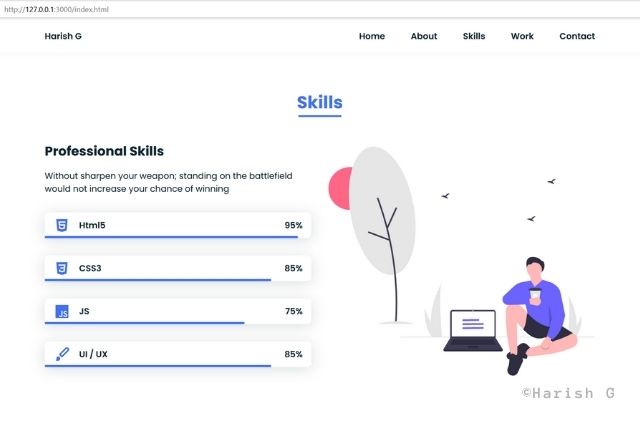 http://127.0.0.1:3000/index.html
Harish G
Home About Skills Work Contact
Skills
Professional Skills
Without sharpen your weapon; standing on the battlefield
would not increase your chance of winning
Html5 95%
CSS3 85%
JS JS 75%
UI / UX 85%
©Harish G